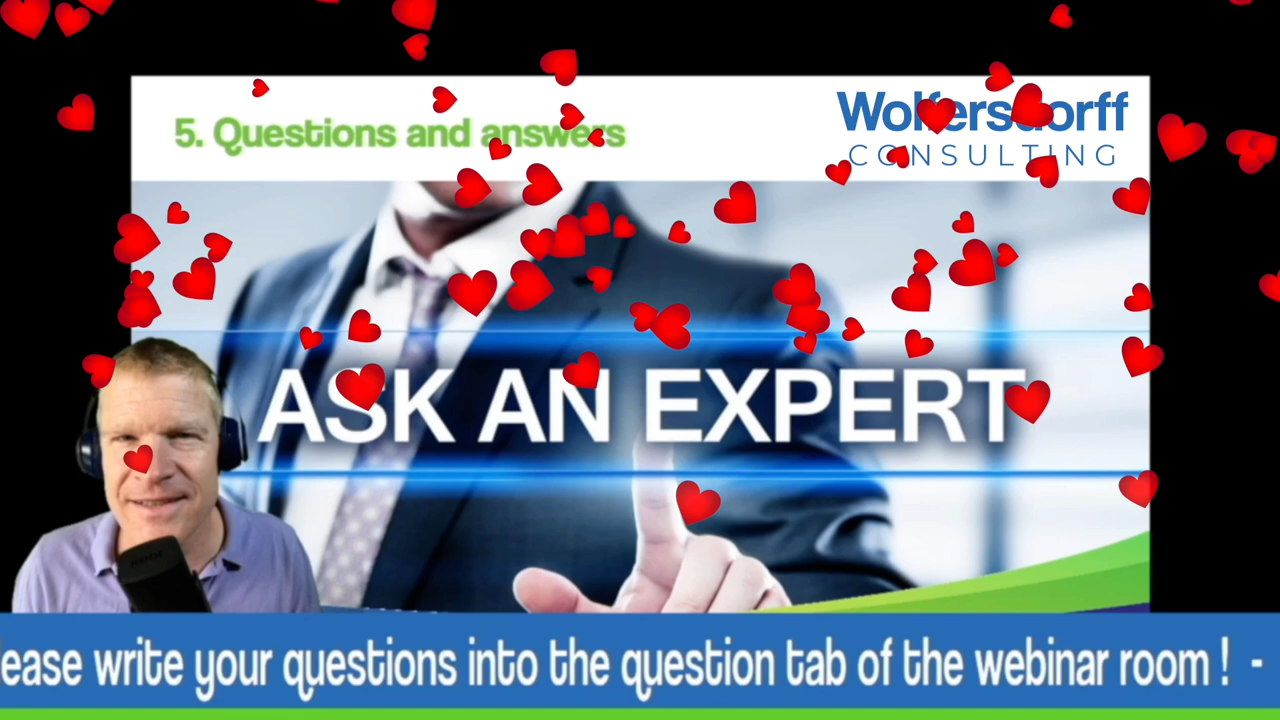 5. Questions and answers
Wolfersdorff
CONSULTING
ASK AN EXPERT
write your questions into the question tab of the webinar room ! -